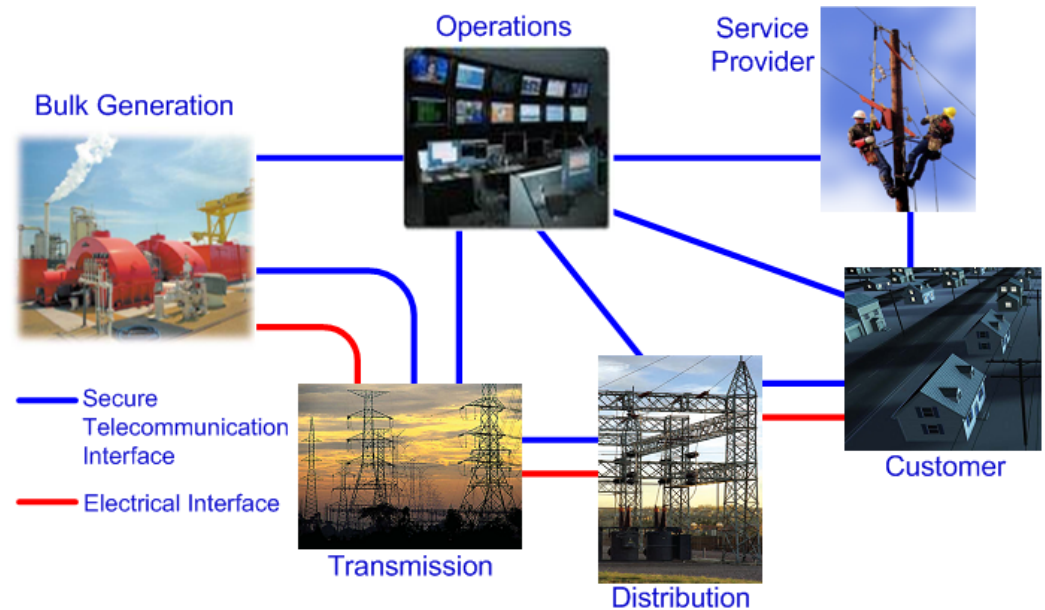 Operations
Service
Provider
Bulk Generation
Secure
Telecommunication
Interface
Electrical Interface
Customer
Transmission
Distribution